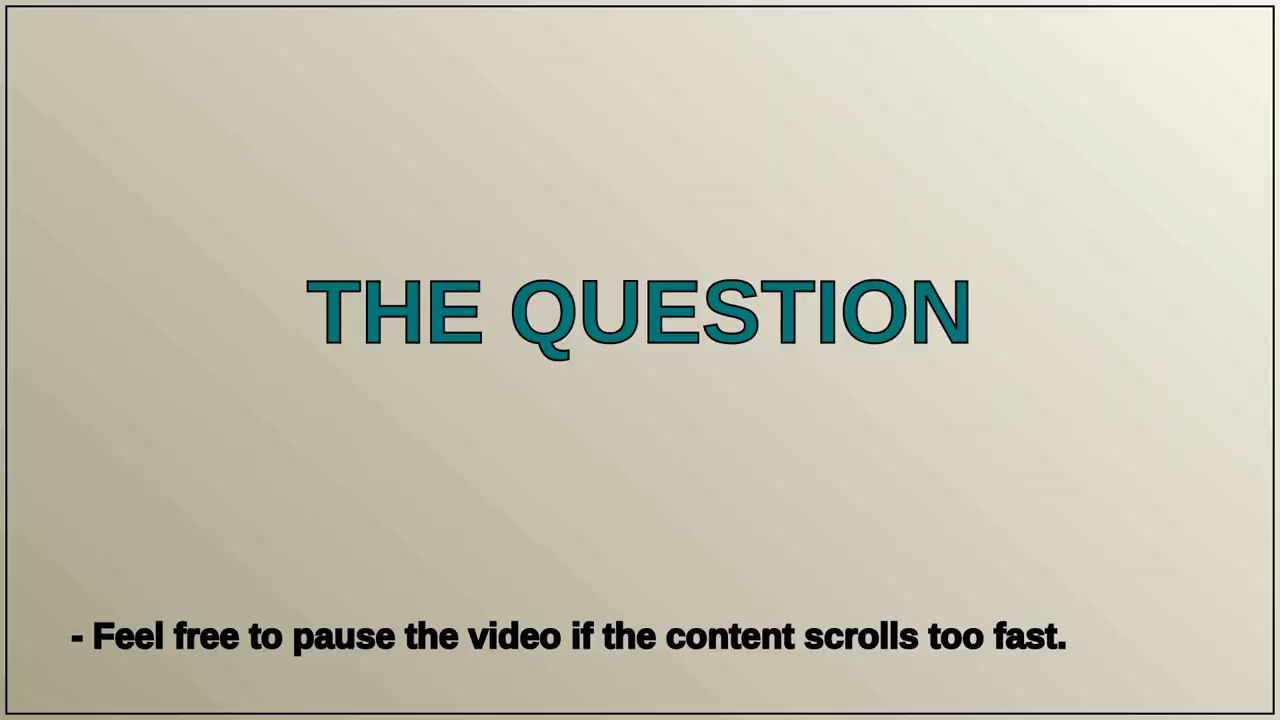 THE QUESTION
- Feel free to pause the video if the content scrolls too fast.